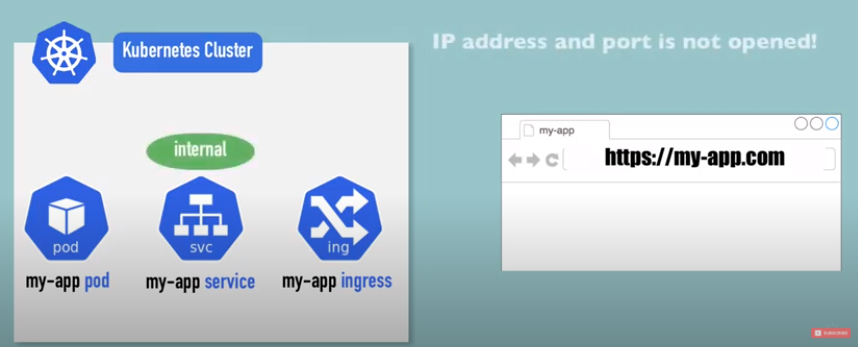 Kubernetes Cluster
IP address and port is not opened!
internal
pod
svc
ing
my-app pod
my-app service
my-app ingress
my-app
https://my-app.com
SUBSCRIBE